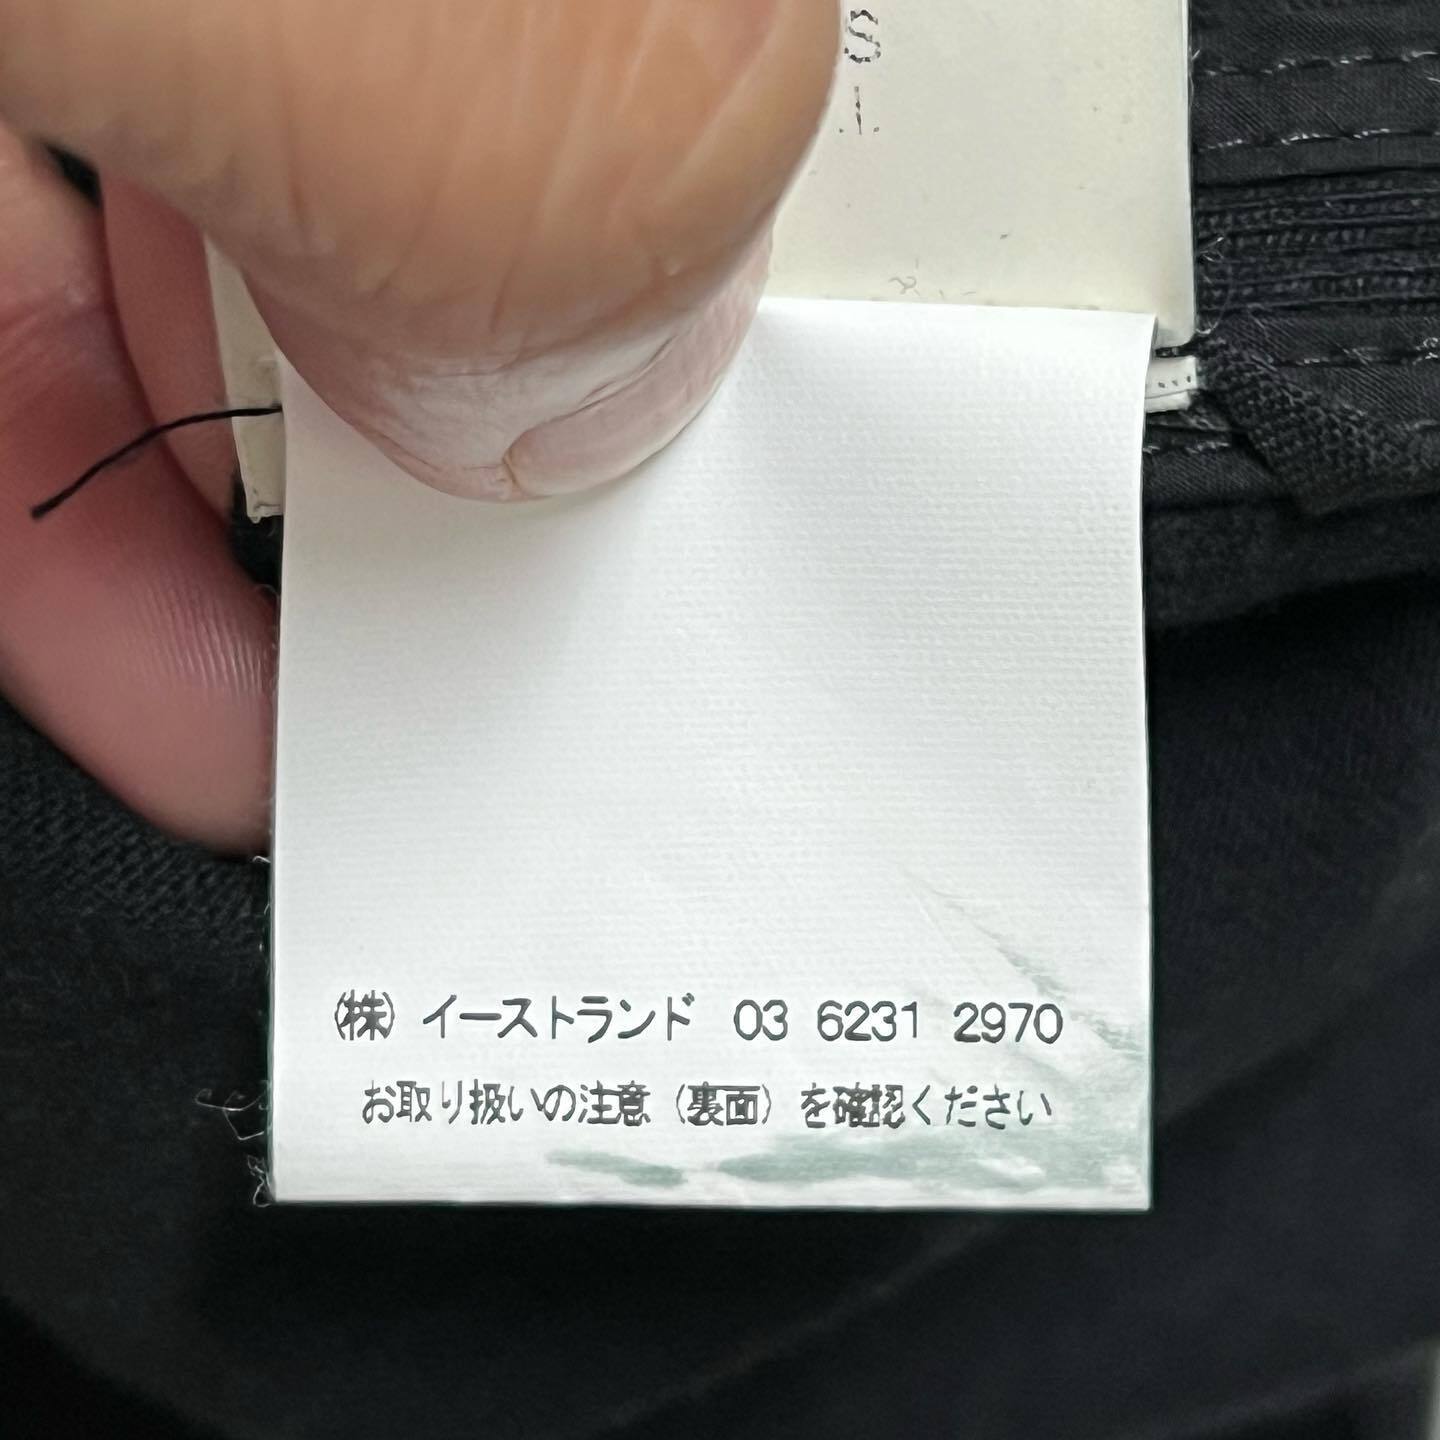 S
(株) イーストランド 03 6231 2970
お取り扱いの注意 (裏面) を確認ください